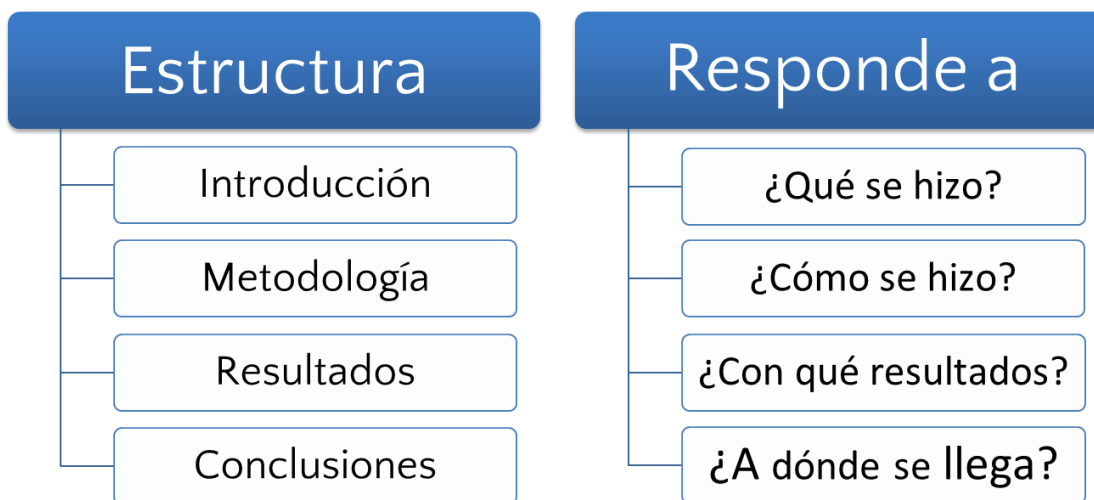 Estructura
Introducción
Metodología
Resultados
Conclusiones
Responde a
¿Qué se hizo?
¿Cómo se hizo?
¿Con qué resultados?
¿A dónde se llega?